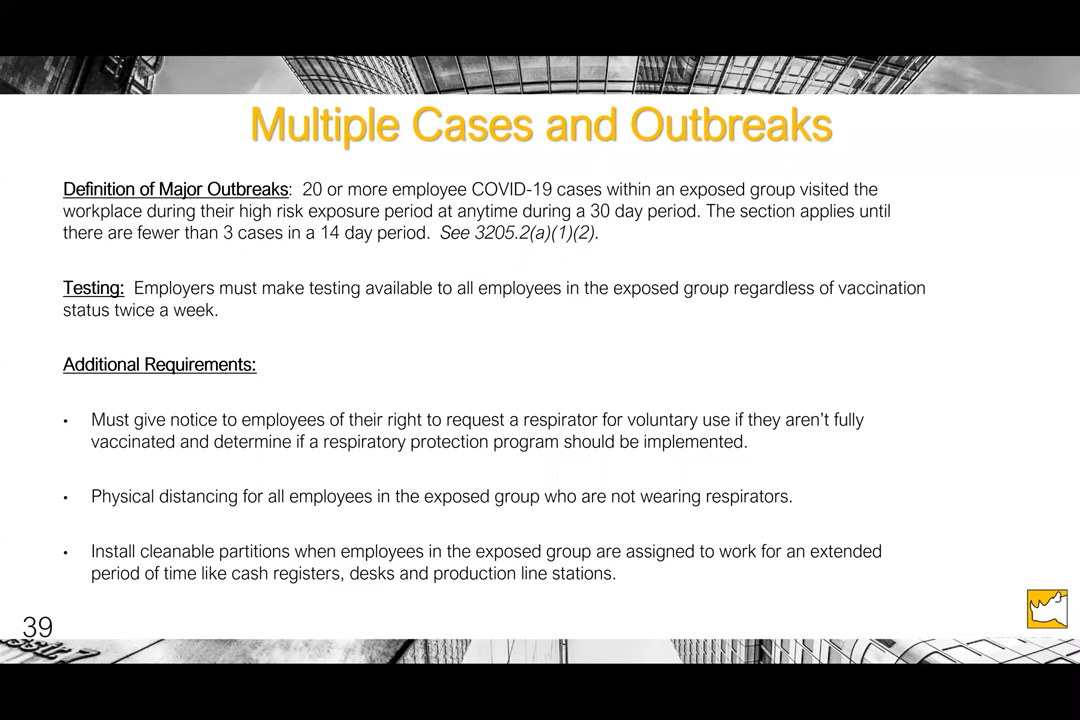 Multiple Cases and Outbreaks
Definition of Major Outbreaks:  20 or more employee COVID-19 cases within an exposed group visited the
workplace during their high risk exposure period at anytime during a 30 day period. The section applies until
there are fewer than 3 cases in a 14 day period.  See 3205.2(a)(1)(2).
Testing:  Employers must make testing available to all employees in the exposed group regardless of vaccination
status twice a week.
Additional Requirements:
• Must give notice to employees of their right to request a respirator for voluntary use if they aren’t fully
vaccinated and determine if a respiratory protection program should be implemented.
• Physical distancing for all employees in the exposed group who are not wearing respirators.
• Install cleanable partitions when employees in the exposed group are assigned to work for an extended
period of time like cash registers, desks and production line stations.
39